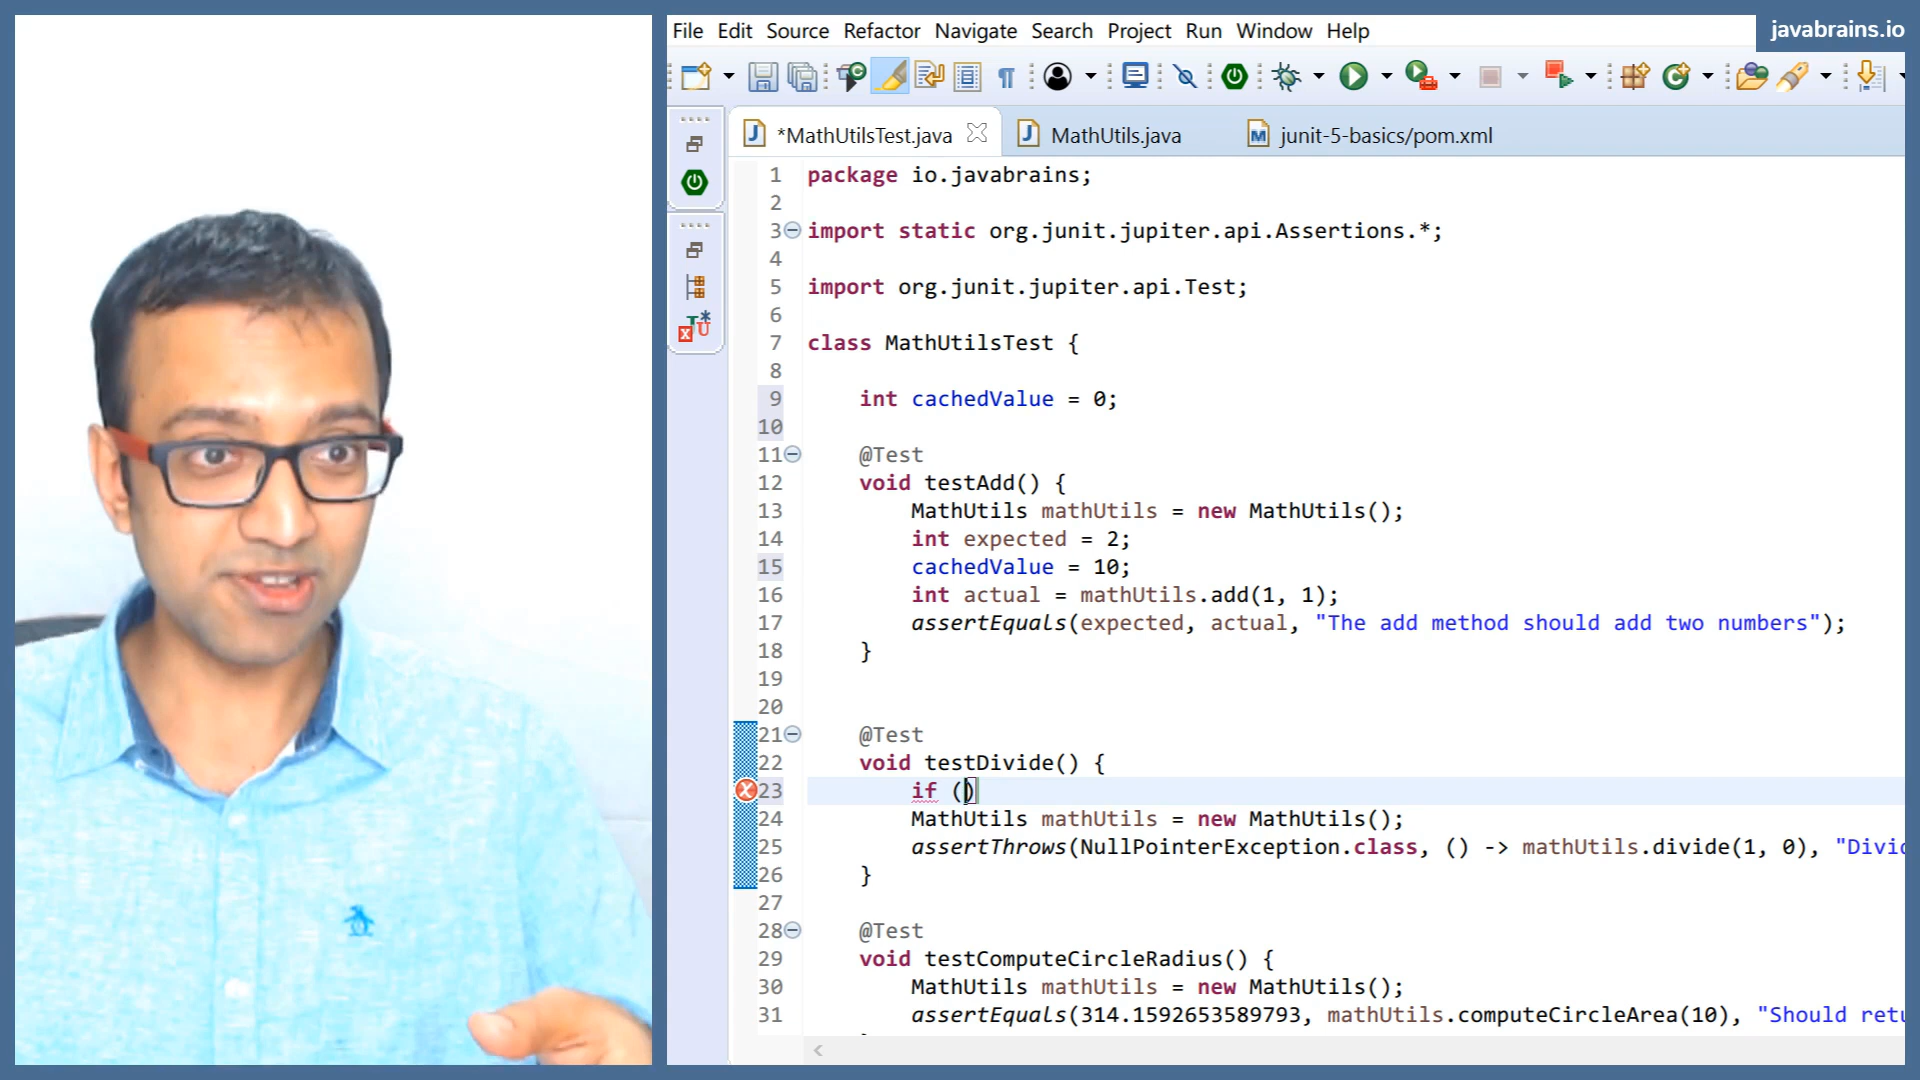 File Edit Source Refactor Navigate Search Project Run Window Help
javabrains.io
*MathUtilsTest.java
MathUtils.java
junit-5-basics/pom.xml
1 package io.javabrains;
2
3 import static org.junit.jupiter.api.Assertions.*;
4
5 import org.junit.jupiter.api.Test;
6
7 class MathUtilsTest {
8
9 int cachedValue = 0;
10
11 @Test
12 void testAdd() {
13 MathUtils mathUtils = new MathUtils();
14 int expected = 2;
15 cachedValue = 10;
16 int actual = mathUtils.add(1, 1);
17 assertEquals(expected, actual, "The add method should add two numbers");
18 }
19
20
21 @Test
22 void testDivide() {
23 if ()
24 MathUtils mathUtils = new MathUtils();
25 assertThrows(NullPointerException.class, () -> mathUtils.divide(1, 0), "Divi
26 }
27
28 @Test
29 void testComputeCircleRadius() {
30 MathUtils mathUtils = new MathUtils();
31 assertEquals(314.1592653589793, mathUtils.computeCircleArea(10), "Should retu